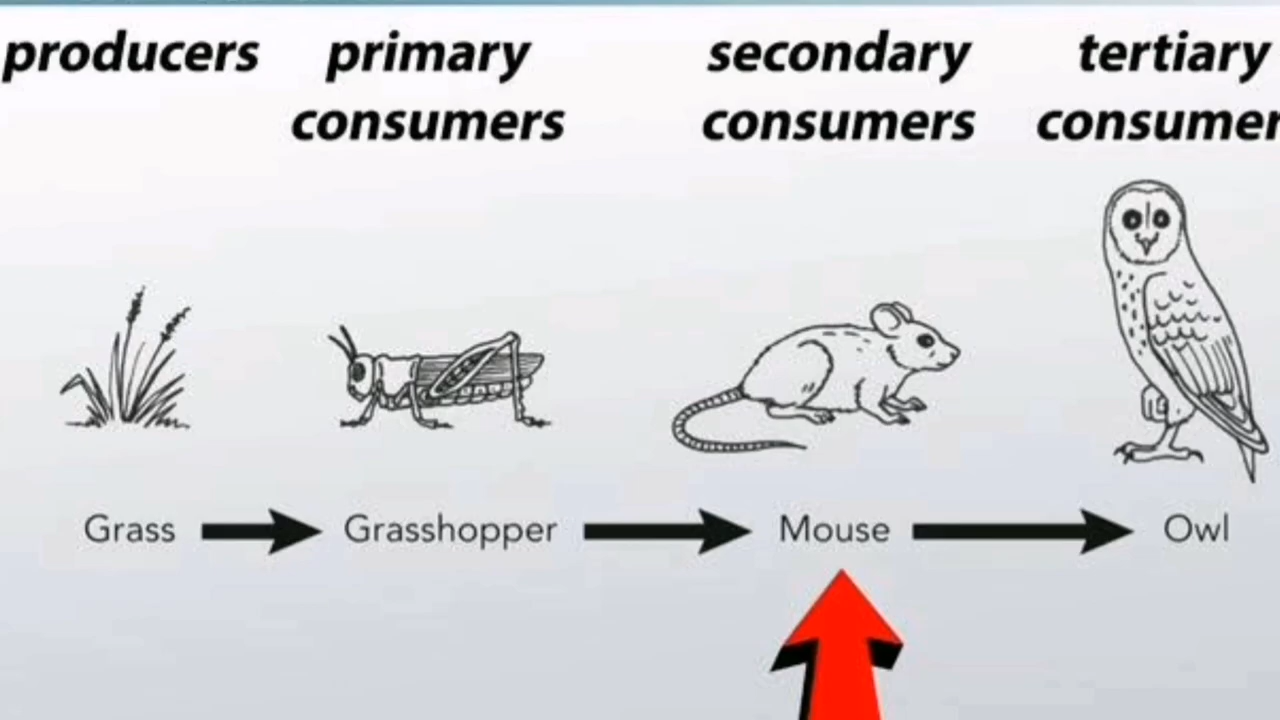 producers
primary
consumers
secondary
consumers
tertiary
consumer
Grass
Grasshopper
Mouse
Owl